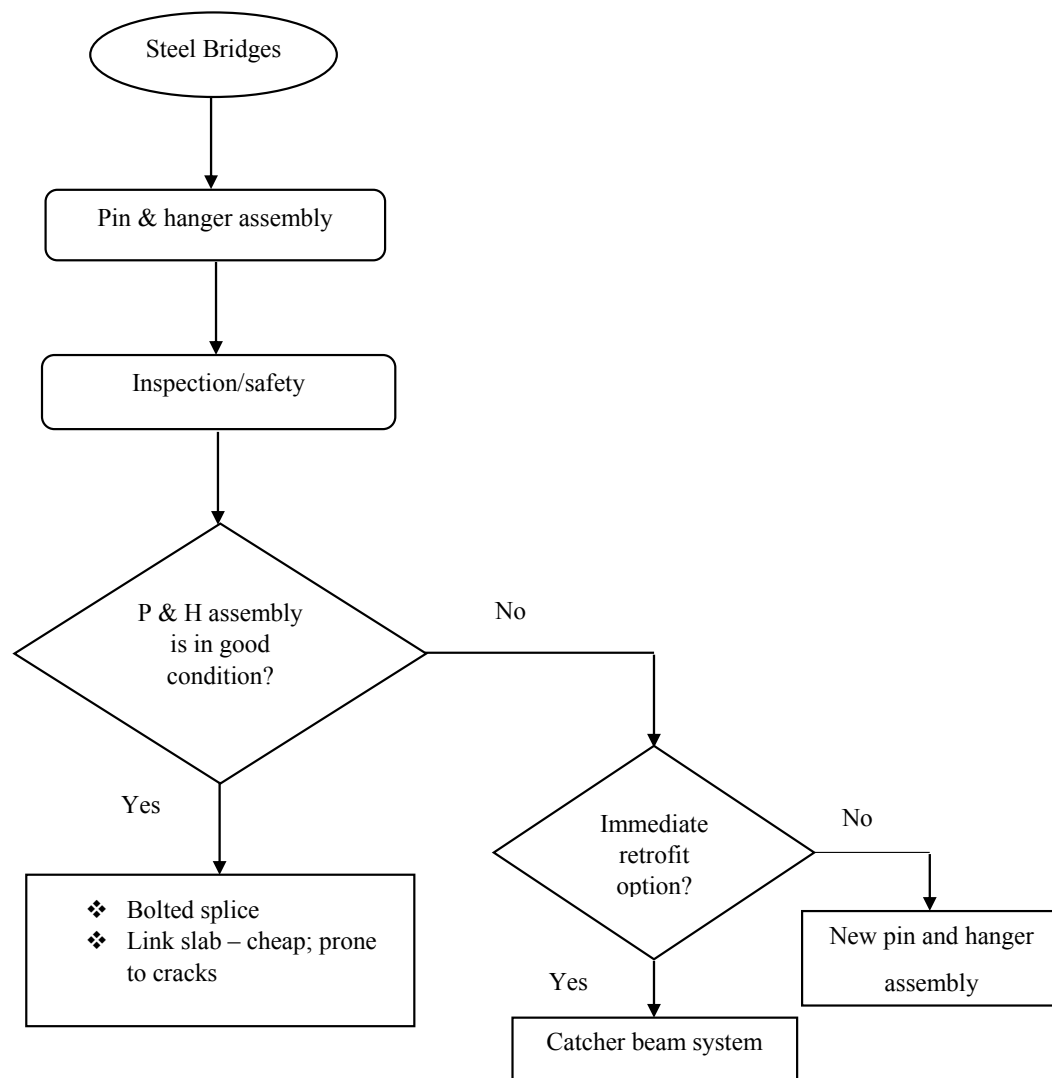 Steel Bridges
Pin & hanger assembly
Inspection/safety
P & H assembly
is in good
condition?
No
Yes
Immediate
retrofit
option?
No
❖ Bolted splice
❖ Link slab – cheap; prone
to cracks
New pin and hanger
assembly
Yes
Catcher beam system